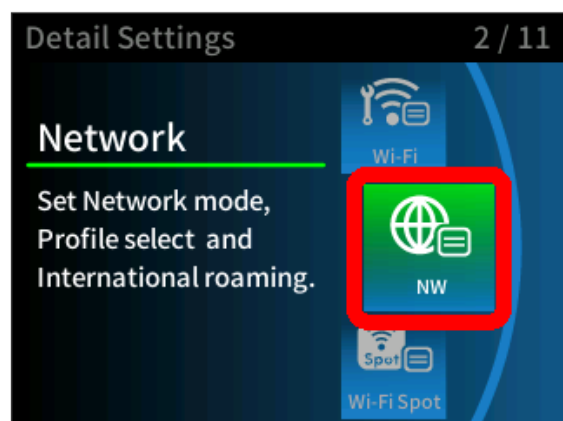 Detail Settings 2 / 11
Wi-Fi
Network
Set Network mode,
Profile select and
International roaming.
NW
Spot
Wi-Fi Spot